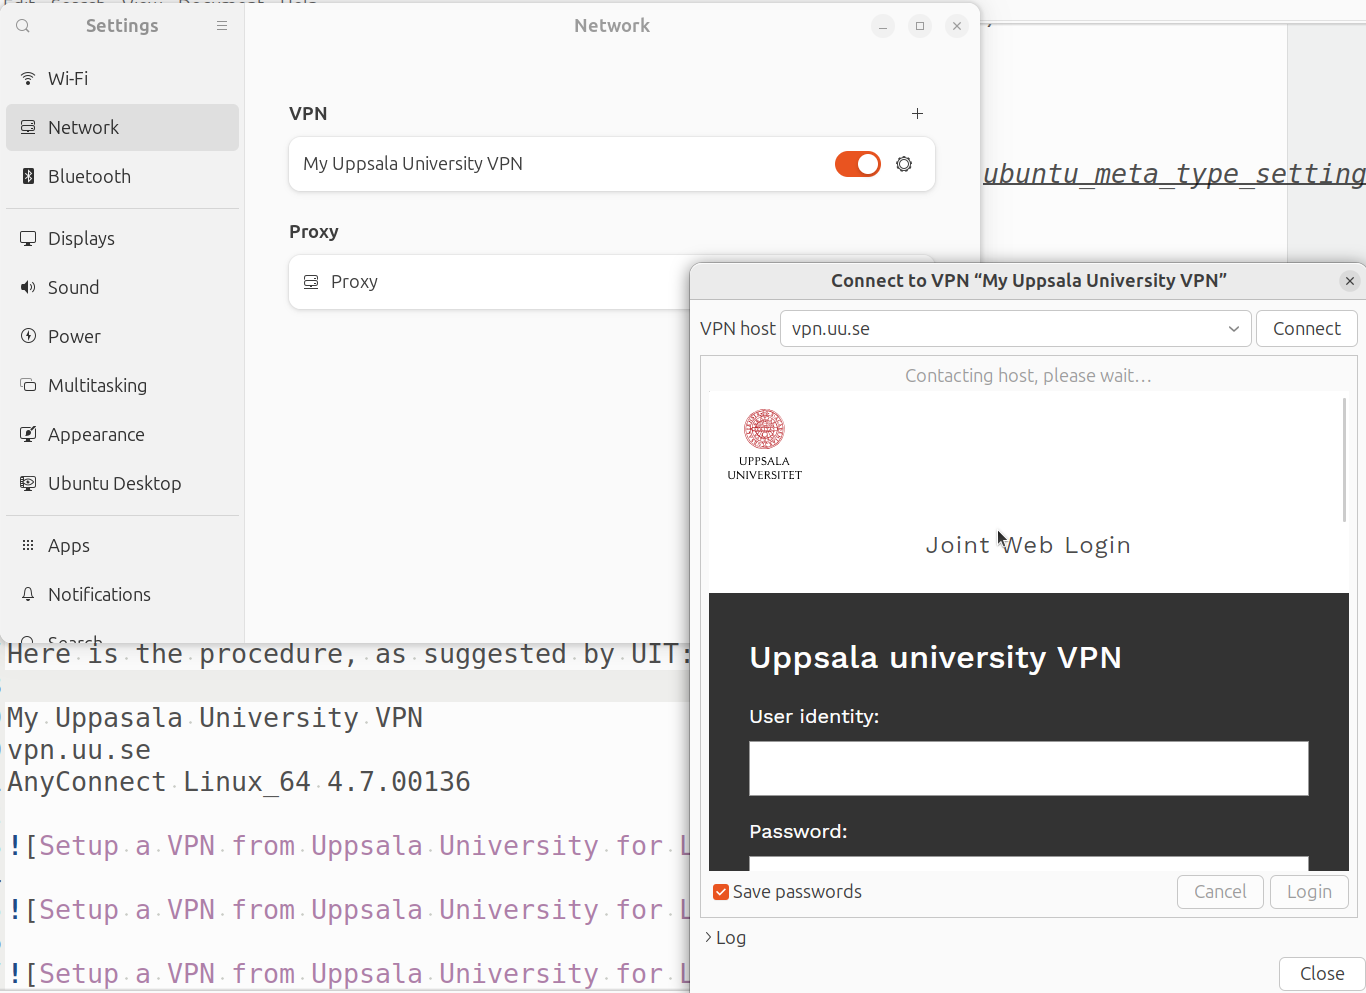 Settings
Network
Wi-Fi
Network
Bluetooth
Displays
Sound
Power
Multitasking
Appearance
Ubuntu Desktop
Apps
Notifications
Search
VPN
My Uppsala University VPN
Proxy
Proxy
ubuntu_meta_type_setting
Connect to VPN “My Uppsala University VPN”
VPN host
vpn.uu.se
Connect
Contacting host, please wait…
UPPSALA
UNIVERSITET
Joint Web Login
Uppsala university VPN
User identity:
Password:
Save passwords
Cancel
Login
Log
Close
Here is the procedure, as suggested by UIT:
My Uppasala University VPN
vpn.uu.se
AnyConnect Linux_64 4.7.00136
![Setup a VPN from Uppsala University for L
![Setup a VPN from Uppsala University for L
![Setup a VPN from Uppsala University for L